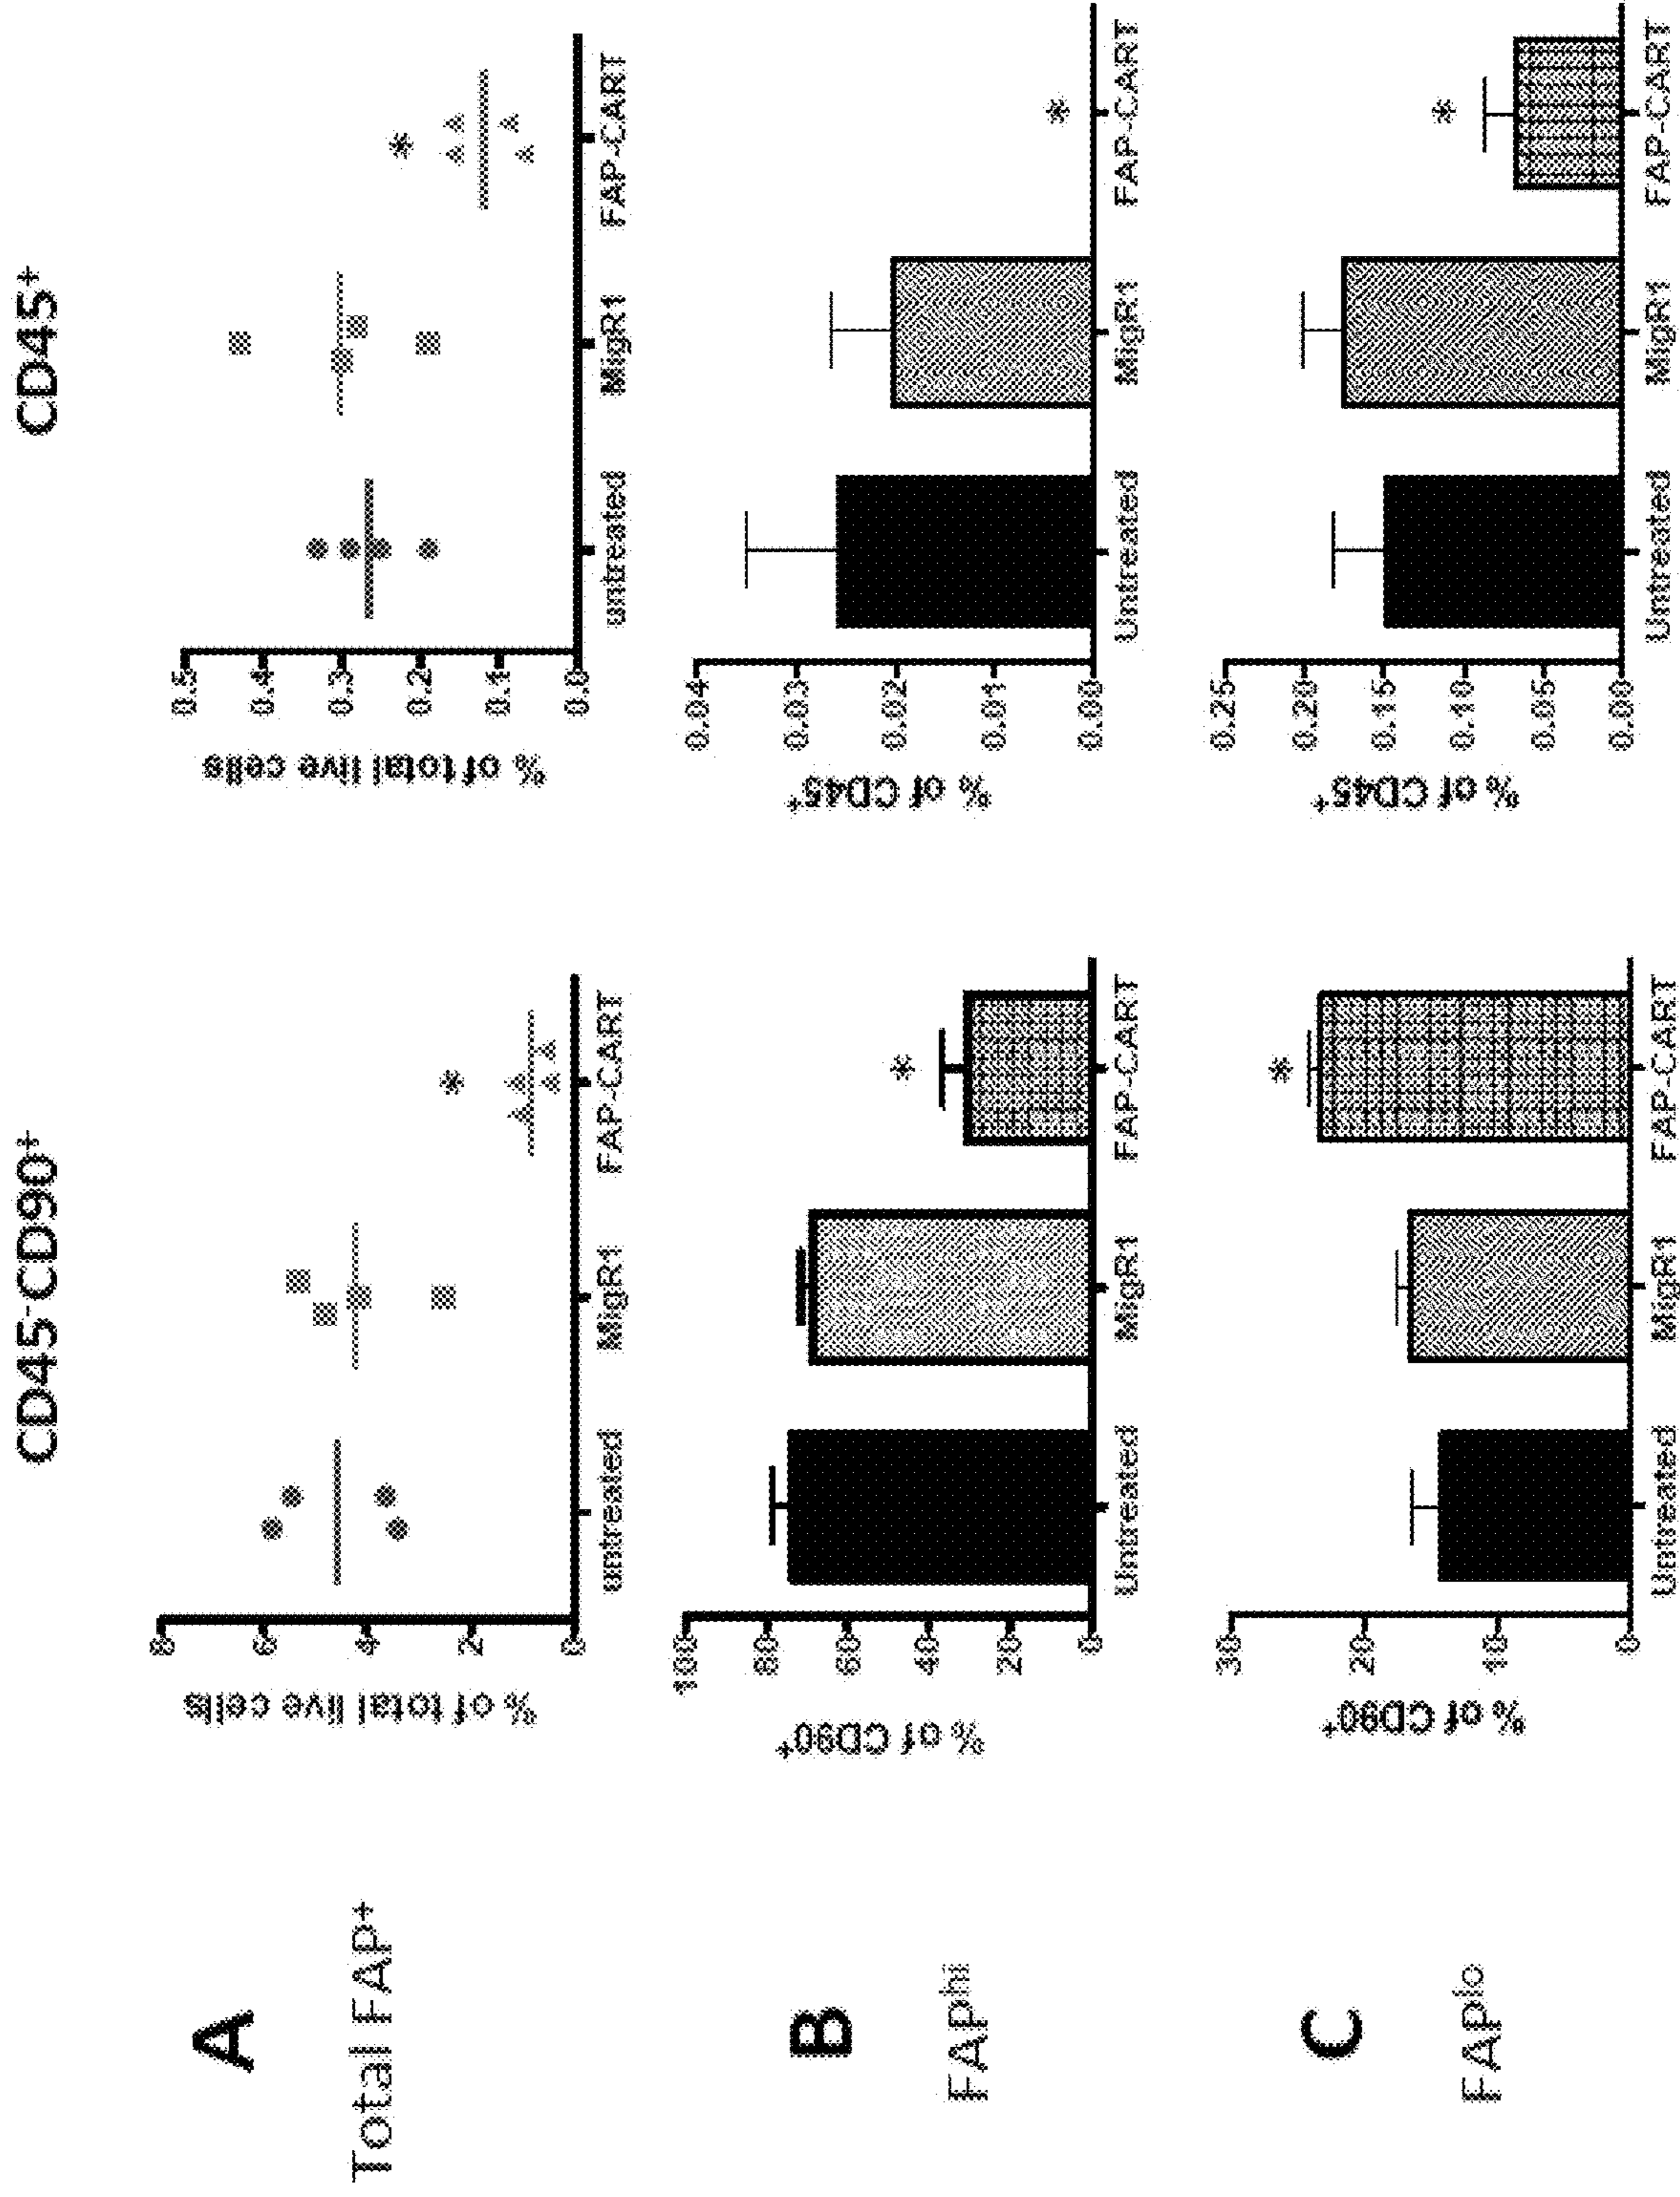 CD45⁻CD90⁺
CD45⁺
A
Total FAP⁺
% of total live cells
8
6
4
2
0
untreated
MigR1
FAP-CART
*
% of total live cells
0.5
0.4
0.3
0.2
0.1
0.0
untreated
MigR1
FAP-CART
*
B
FAPʰⁱ
% of CD90⁺
100
80
60
40
20
0
Untreated
MigR1
FAP-CART
*
% of CD45⁺
0.04
0.03
0.02
0.01
0.00
Untreated
MigR1
FAP-CART
*
C
FAPˡᵒ
% of CD90⁺
30
20
10
0
Untreated
MigR1
FAP-CART
*
% of CD45⁺
0.25
0.20
0.15
0.10
0.05
0.00
Untreated
MigR1
FAP-CART
*